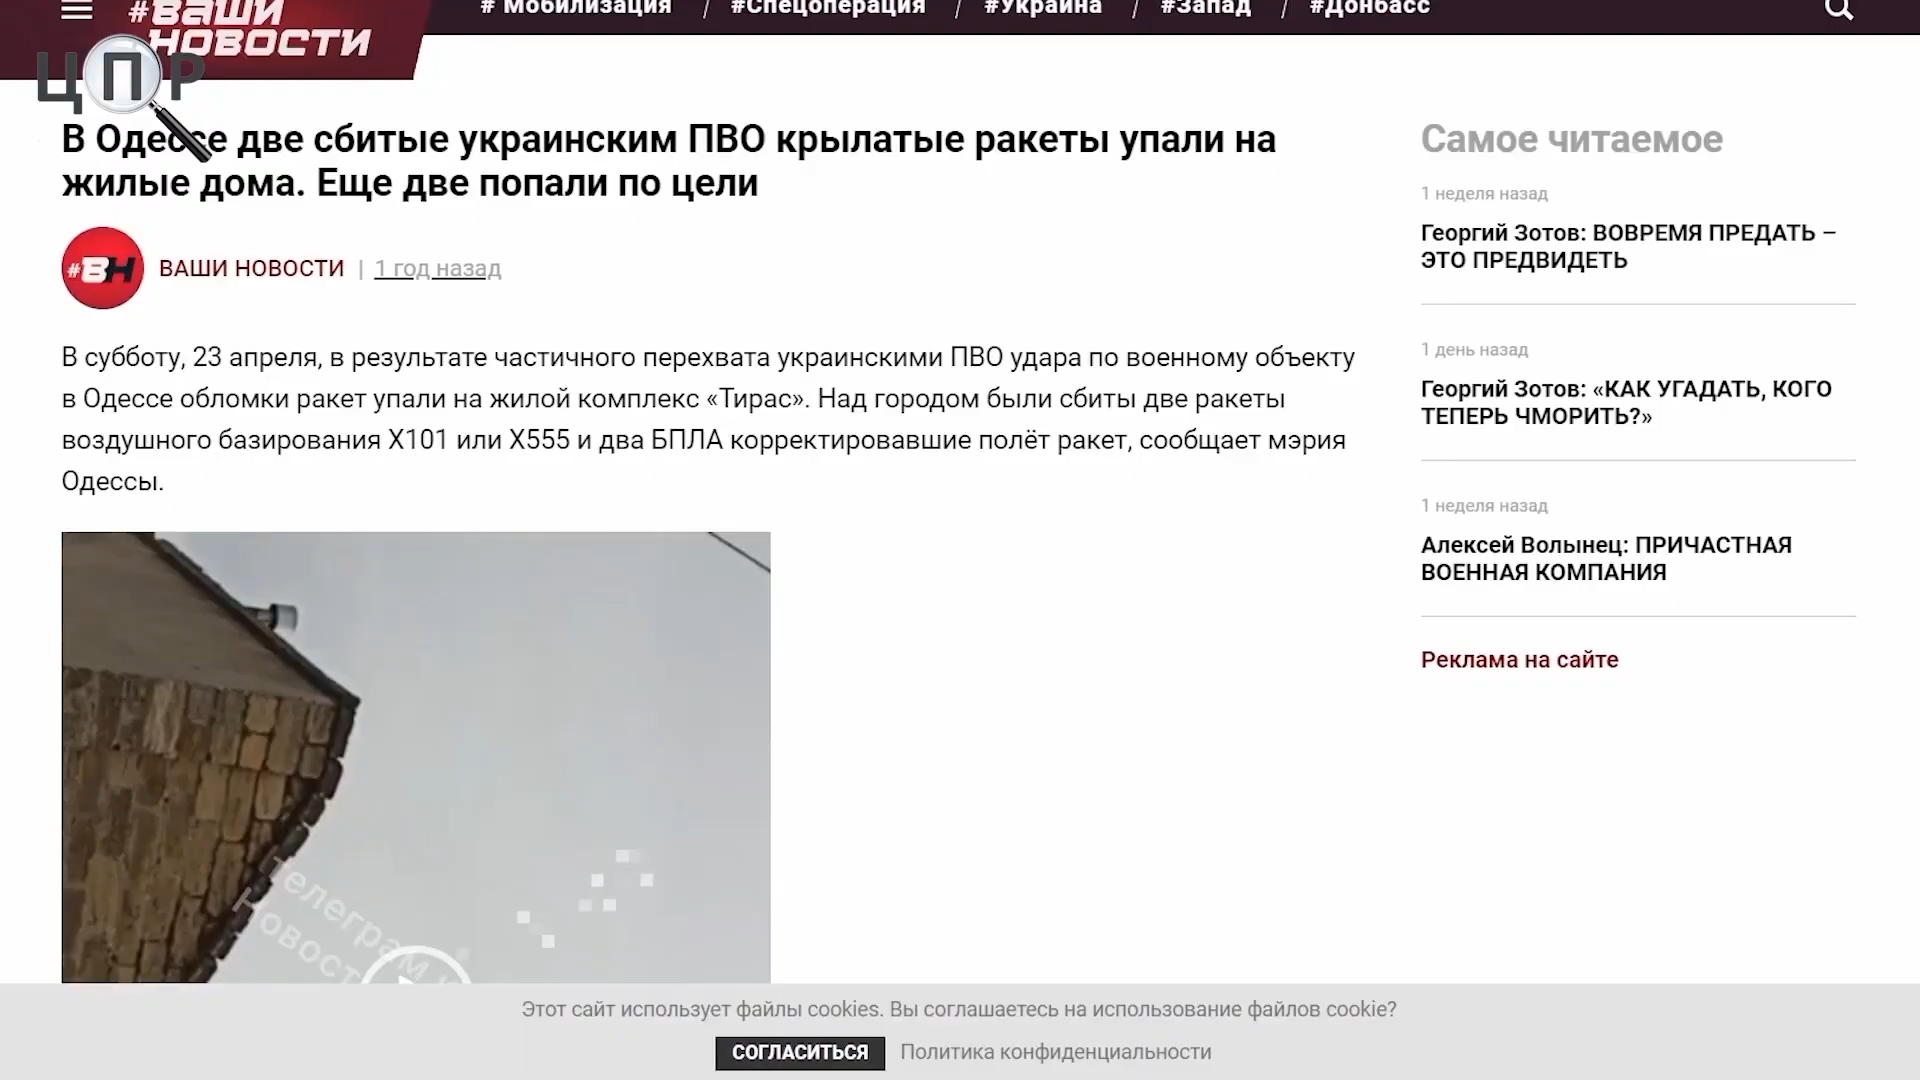 #ваши
новости
# Мобилизация / #Спецоперация / #Украина / #Запад / #Донбасс
ЦПР
В Одессе две сбитые украинским ПВО крылатые ракеты упали на
жилые дома. Еще две попали по цели
#ВН
ВАШИ НОВОСТИ | 1 год назад
В субботу, 23 апреля, в результате частичного перехвата украинскими ПВО удара по военному объекту
в Одессе обломки ракет упали на жилой комплекс «Тирас». Над городом были сбиты две ракеты
воздушного базирования Х101 или Х555 и два БПЛА корректировавшие полёт ракет, сообщает мэрия
Одессы.
Телеграм
Новост
Самое читаемое
1 неделя назад
Георгий Зотов: ВОВРЕМЯ ПРЕДАТЬ –
ЭТО ПРЕДВИДЕТЬ
1 день назад
Георгий Зотов: «КАК УГАДАТЬ, КОГО
ТЕПЕРЬ ЧМОРИТЬ?»
1 неделя назад
Алексей Волынец: ПРИЧАСТНАЯ
ВОЕННАЯ КОМПАНИЯ
Реклама на сайте
Этот сайт использует файлы cookies. Вы соглашаетесь на использование файлов cookie?
СОГЛАСИТЬСЯ Политика конфиденциальности